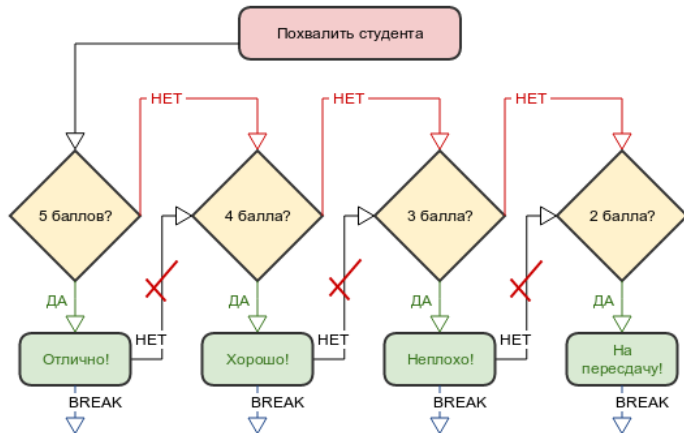 Похвалить студента
НЕТ
НЕТ
НЕТ
5 баллов?
4 балла?
3 балла?
2 балла?
ДА
ДА
ДА
ДА
НЕТ
НЕТ
НЕТ
Отлично!
Хорошо!
Неплохо!
На
пересдачу!
BREAK
BREAK
BREAK
BREAK